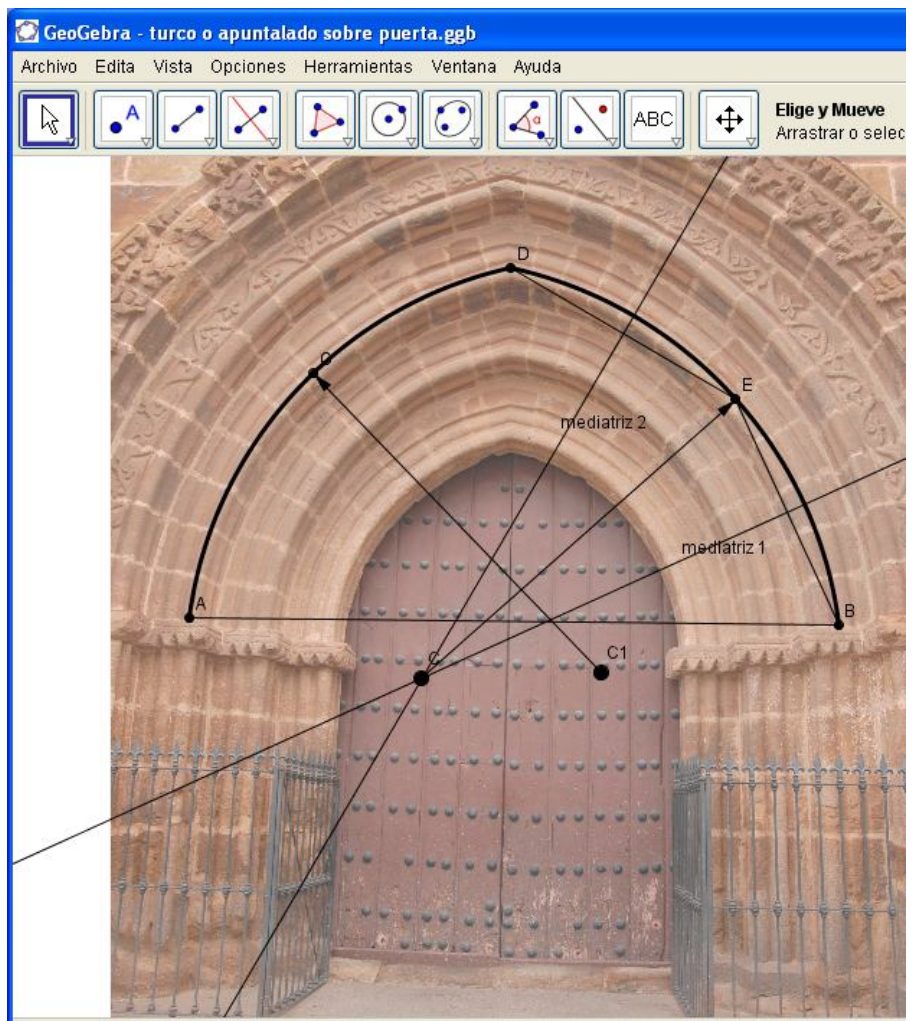 GeoGebra - turco o apuntalado sobre puerta.ggb
Archivo Edita Vista Opciones Herramientas Ventana Ayuda
A
α
ABC
Elige y Mueve
Arrastrar o selec
D
C
E
mediatriz 2
mediatriz 1
A
B
C
C1